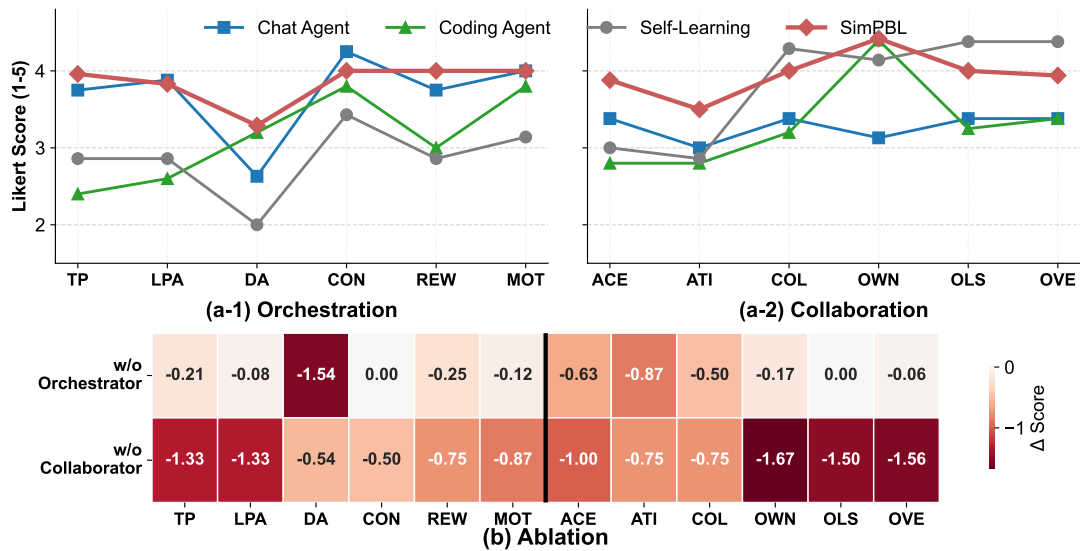 Chat Agent
Coding Agent
Self-Learning
SimPBL
Likert Score (1-5)
4
3
2
TP LPA DA CON REW MOT
(a-1) Orchestration
ACE ATI COL OWN OLS OVE
(a-2) Collaboration
w/o
Orchestrator
-0.21 -0.08 -1.54 0.00 -0.25 -0.12 -0.63 -0.87 -0.50 -0.17 0.00 -0.06
w/o
Collaborator
-1.33 -1.33 -0.54 -0.50 -0.75 -0.87 -1.00 -0.75 -0.75 -1.67 -1.50 -1.56
TP LPA DA CON REW MOT ACE ATI COL OWN OLS OVE
0
−1
Δ Score
(b) Ablation